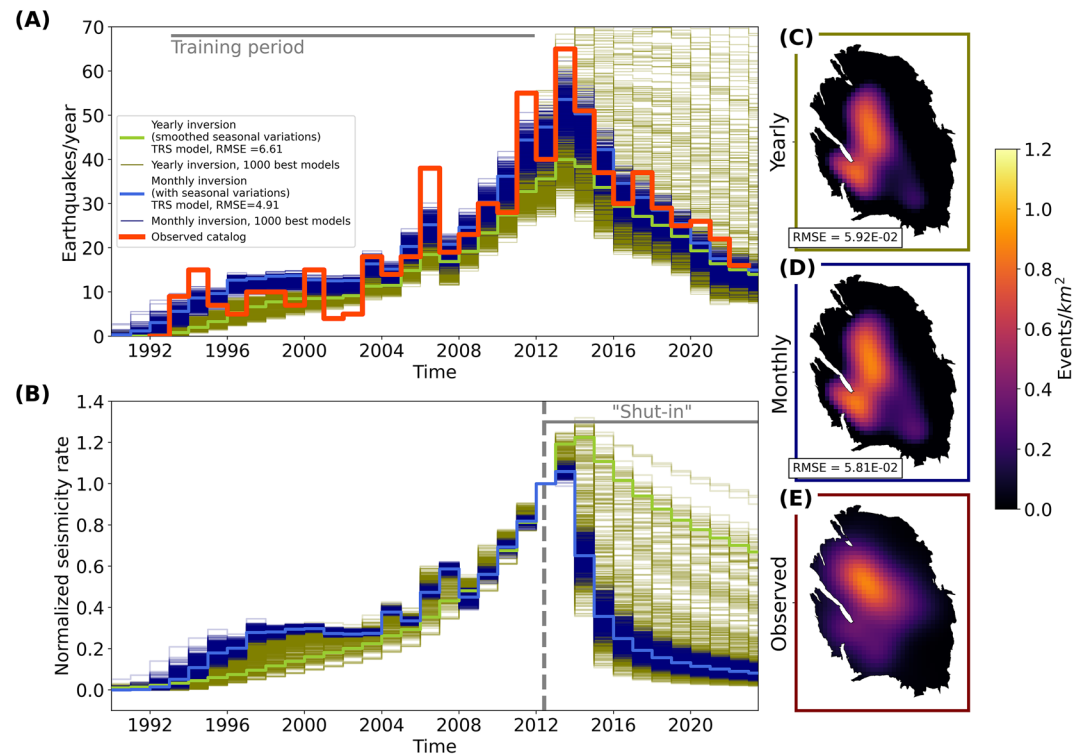 (A)
70
60
50
40
30
20
10
0
Earthquakes/year
Training period
Yearly inversion
(smoothed seasonal variations)
TRS model, RMSE =6.61
Yearly inversion, 1000 best models
Monthly inversion
(with seasonal variations)
TRS model, RMSE=4.91
Monthly inversion, 1000 best models
Observed catalog
1992 1996 2000 2004 2008 2012 2016 2020
Time
(B)
1.4
1.2
1.0
0.8
0.6
0.4
0.2
0.0
Normalized seismicity rate
"Shut-in"
1992 1996 2000 2004 2008 2012 2016 2020
Time
(C)
Yearly
RMSE = 5.92E-02
(D)
Monthly
RMSE = 5.81E-02
(E)
Observed
1.2
1.0
0.8
0.6
0.4
0.2
0.0
Events/km²